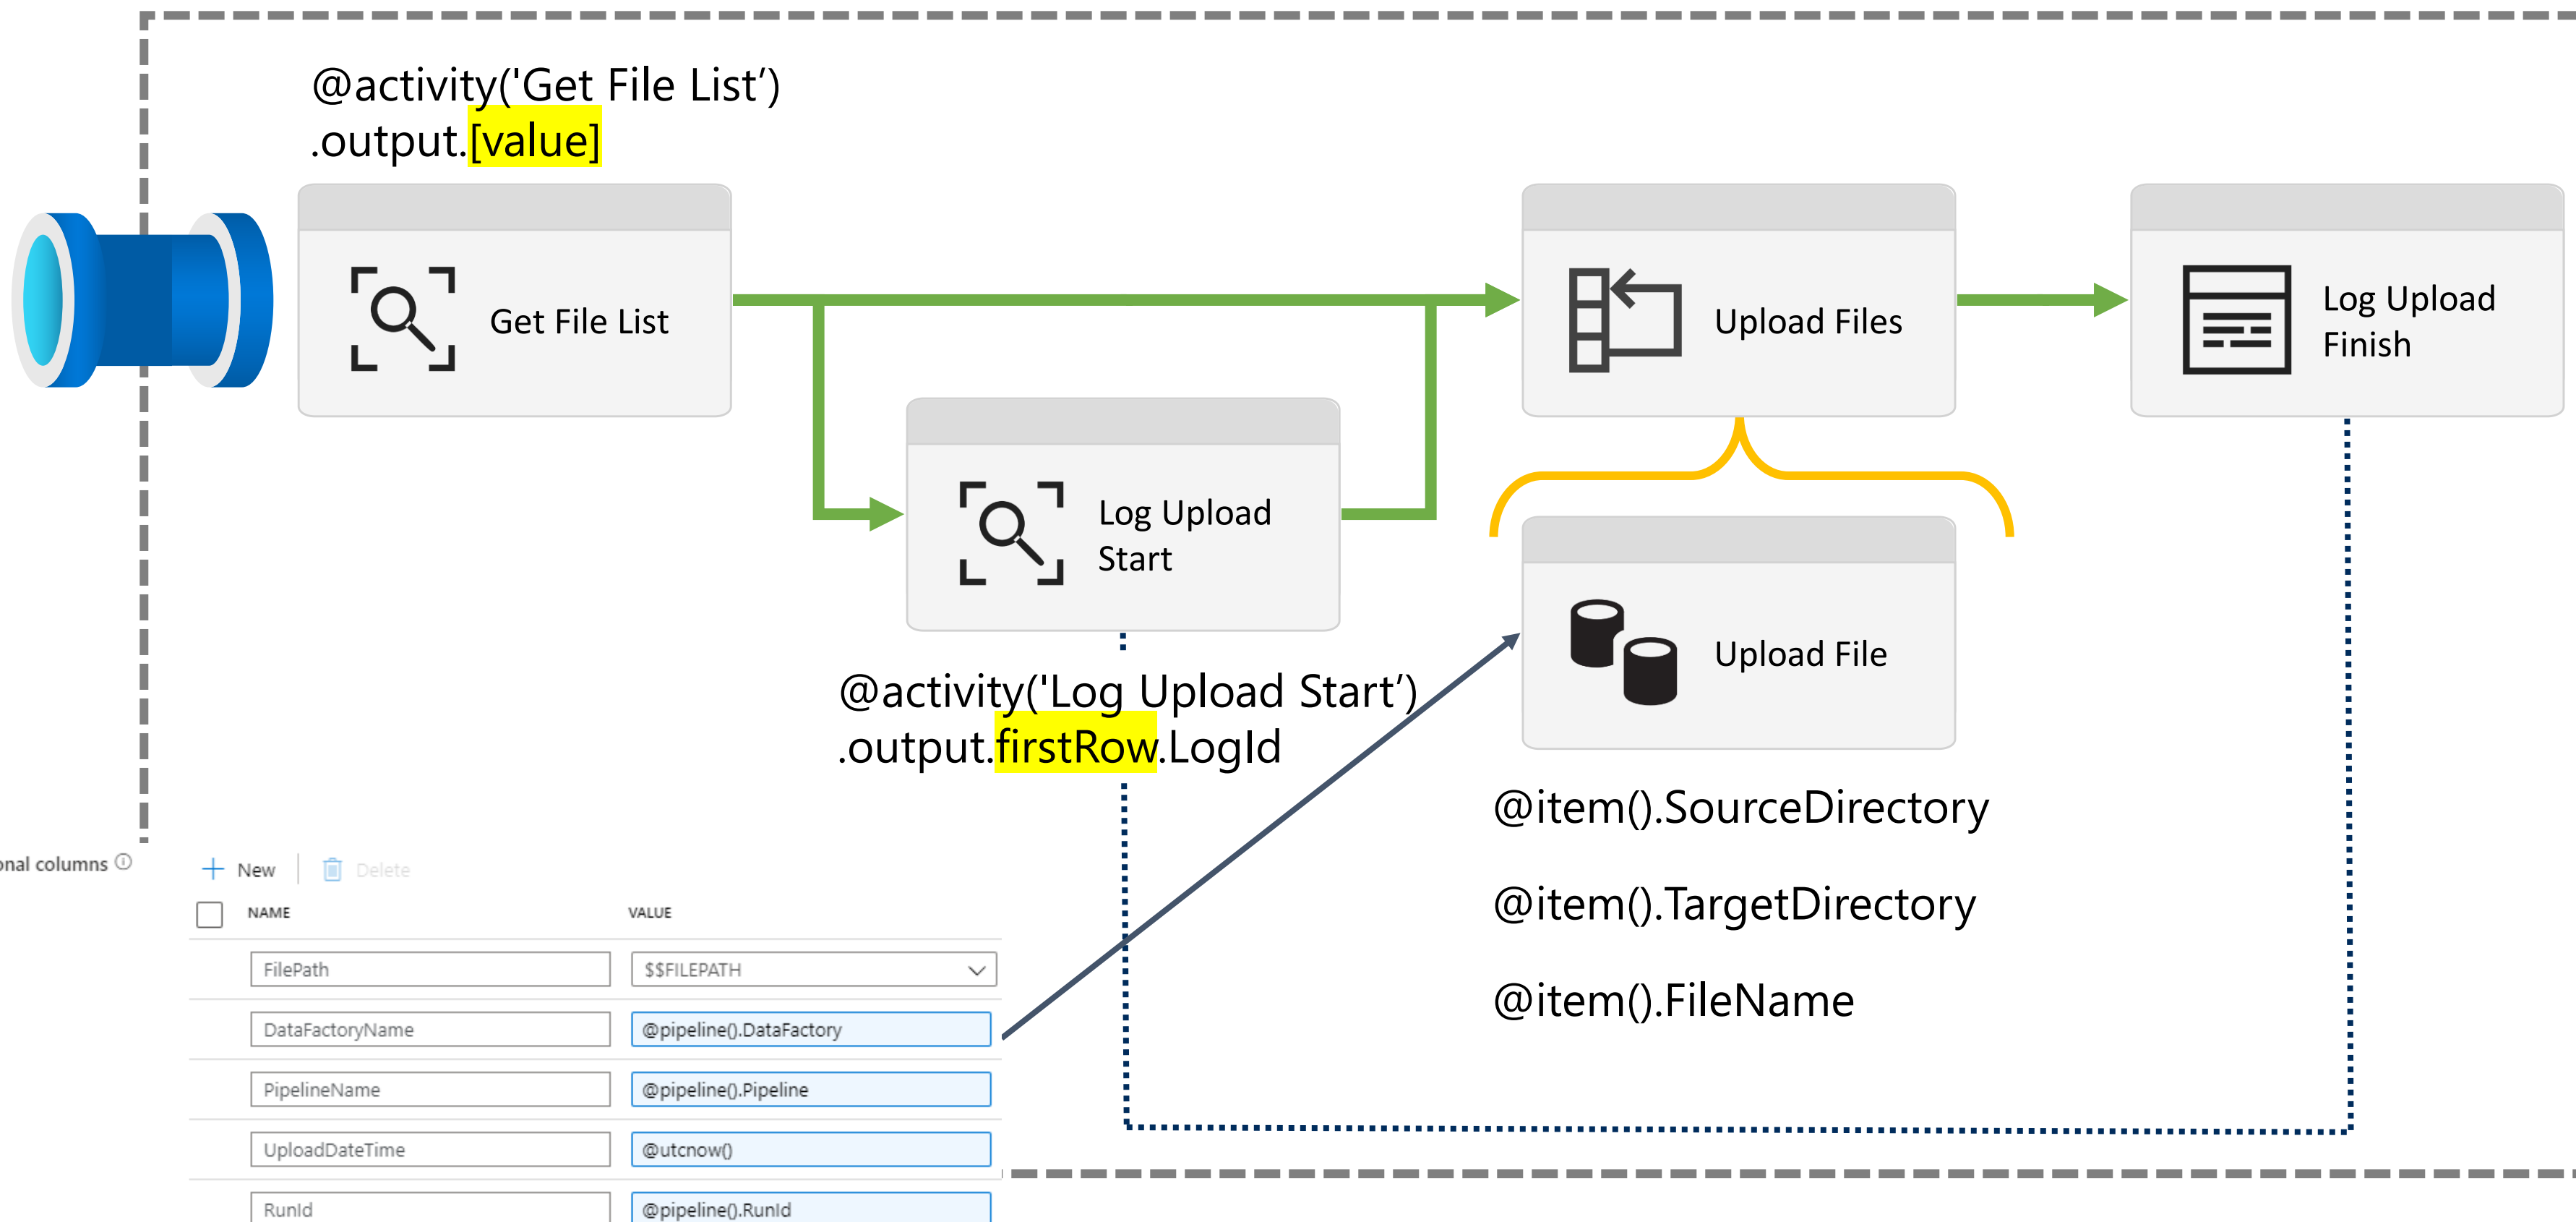 @activity('Get File List’)
.output.[value]
Get File List
Upload Files
Log Upload
Finish
Log Upload
Start
Upload File
@activity('Log Upload Start’)
.output.firstRow.LogId
@item().SourceDirectory
@item().TargetDirectory
@item().FileName
onal columns
New
Delete
NAME VALUE
FilePath $$FILEPATH
DataFactoryName @pipeline().DataFactory
PipelineName @pipeline().Pipeline
UploadDateTime @utcnow()
RunId @pipeline().RunId